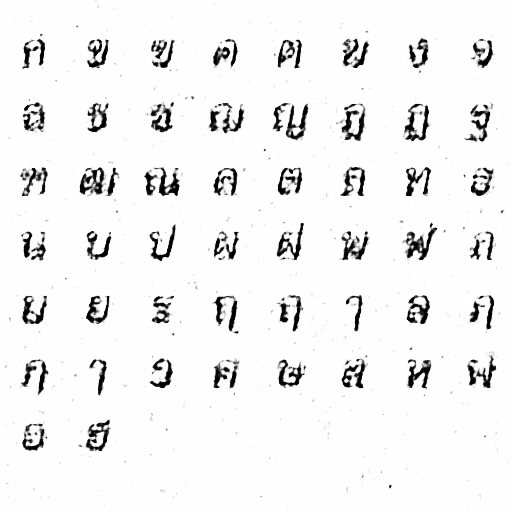 ก ข ฃ ค ฅ ฆ ง จ
ฉ ช ซ ฌ ญ ฎ ฏ ฐ
ฑ ฒ ณ ด ต ถ ท ธ
น บ ป ผ ฝ พ ฟ ภ
ม ย ร ฤ ฤ ๅ ล ฦ
ฦ ๅ ว ศ ษ ส ห ฬ
อ ฮ